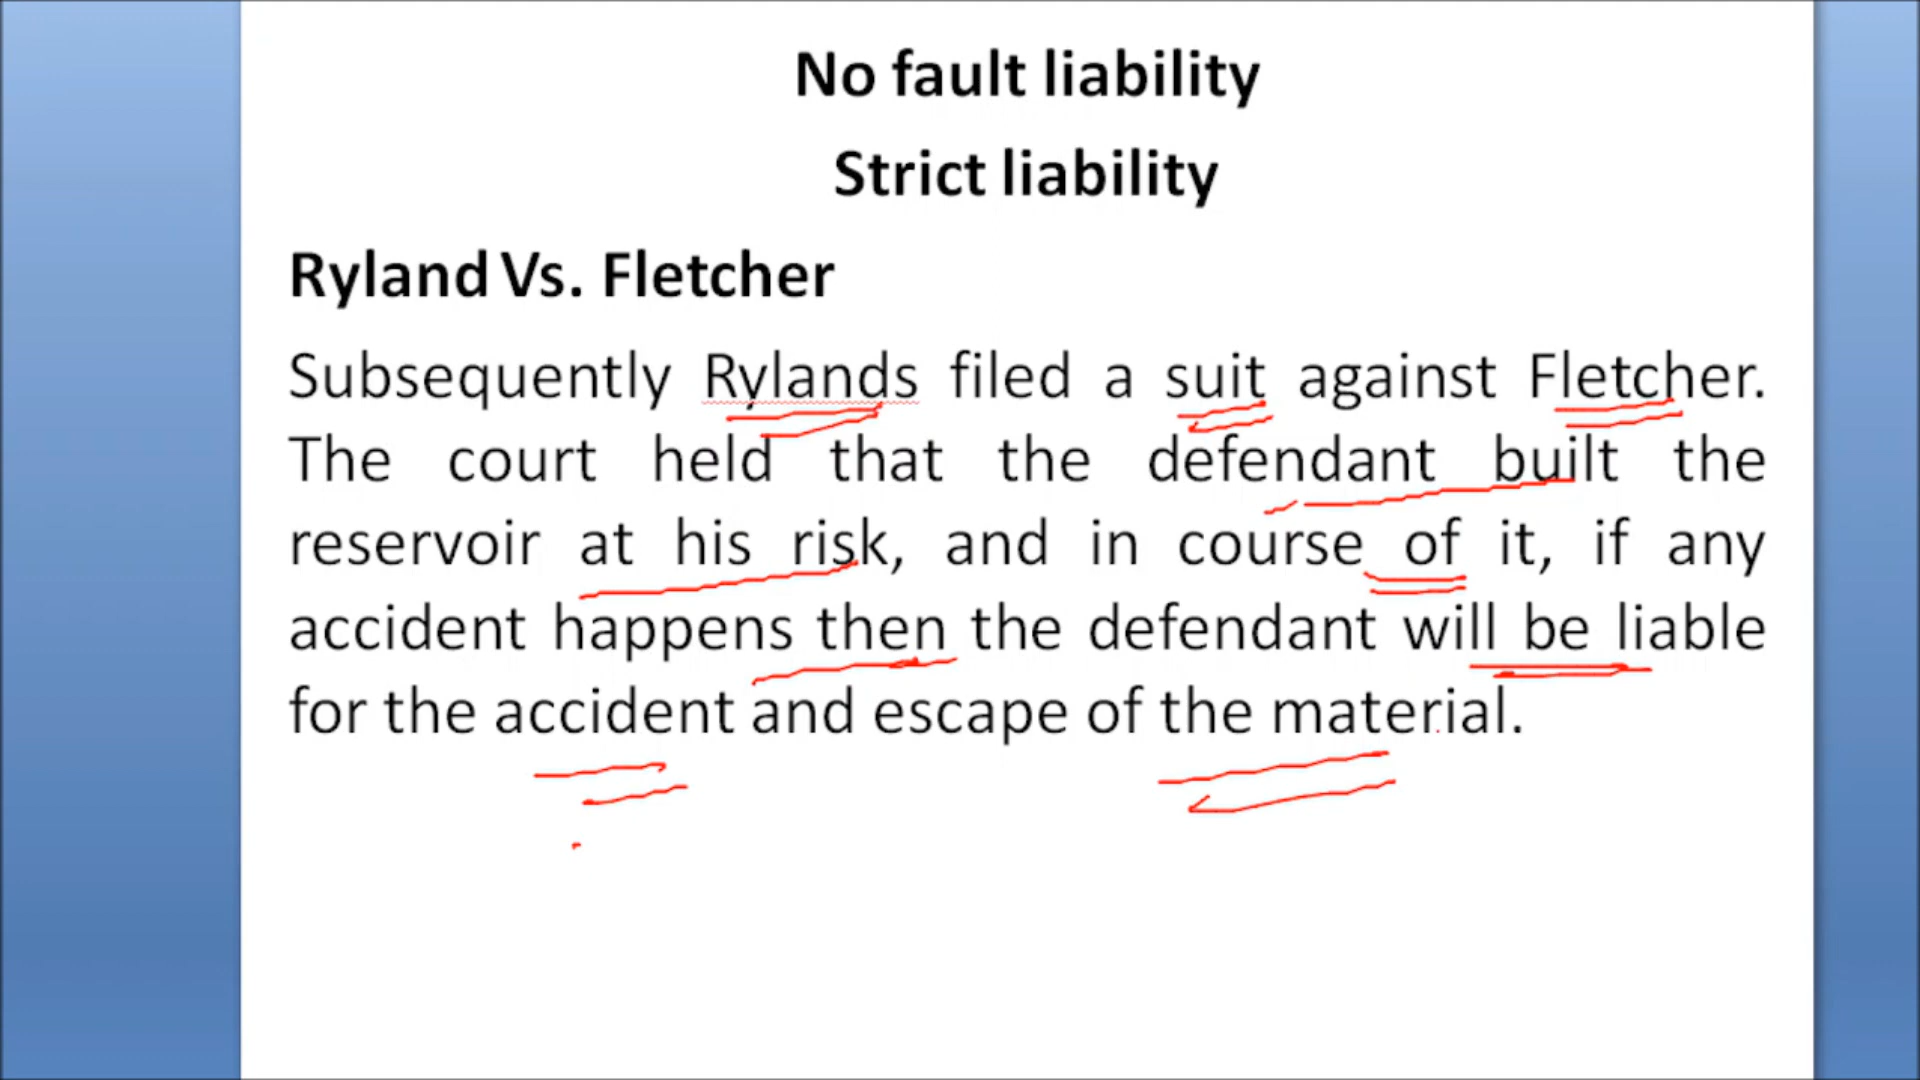 No fault liability
Strict liability
Ryland Vs. Fletcher
Subsequently Rylands filed a suit against Fletcher.
The court held that the defendant built the
reservoir at his risk, and in course of it, if any
accident happens then the defendant will be liable
for the accident and escape of the material.